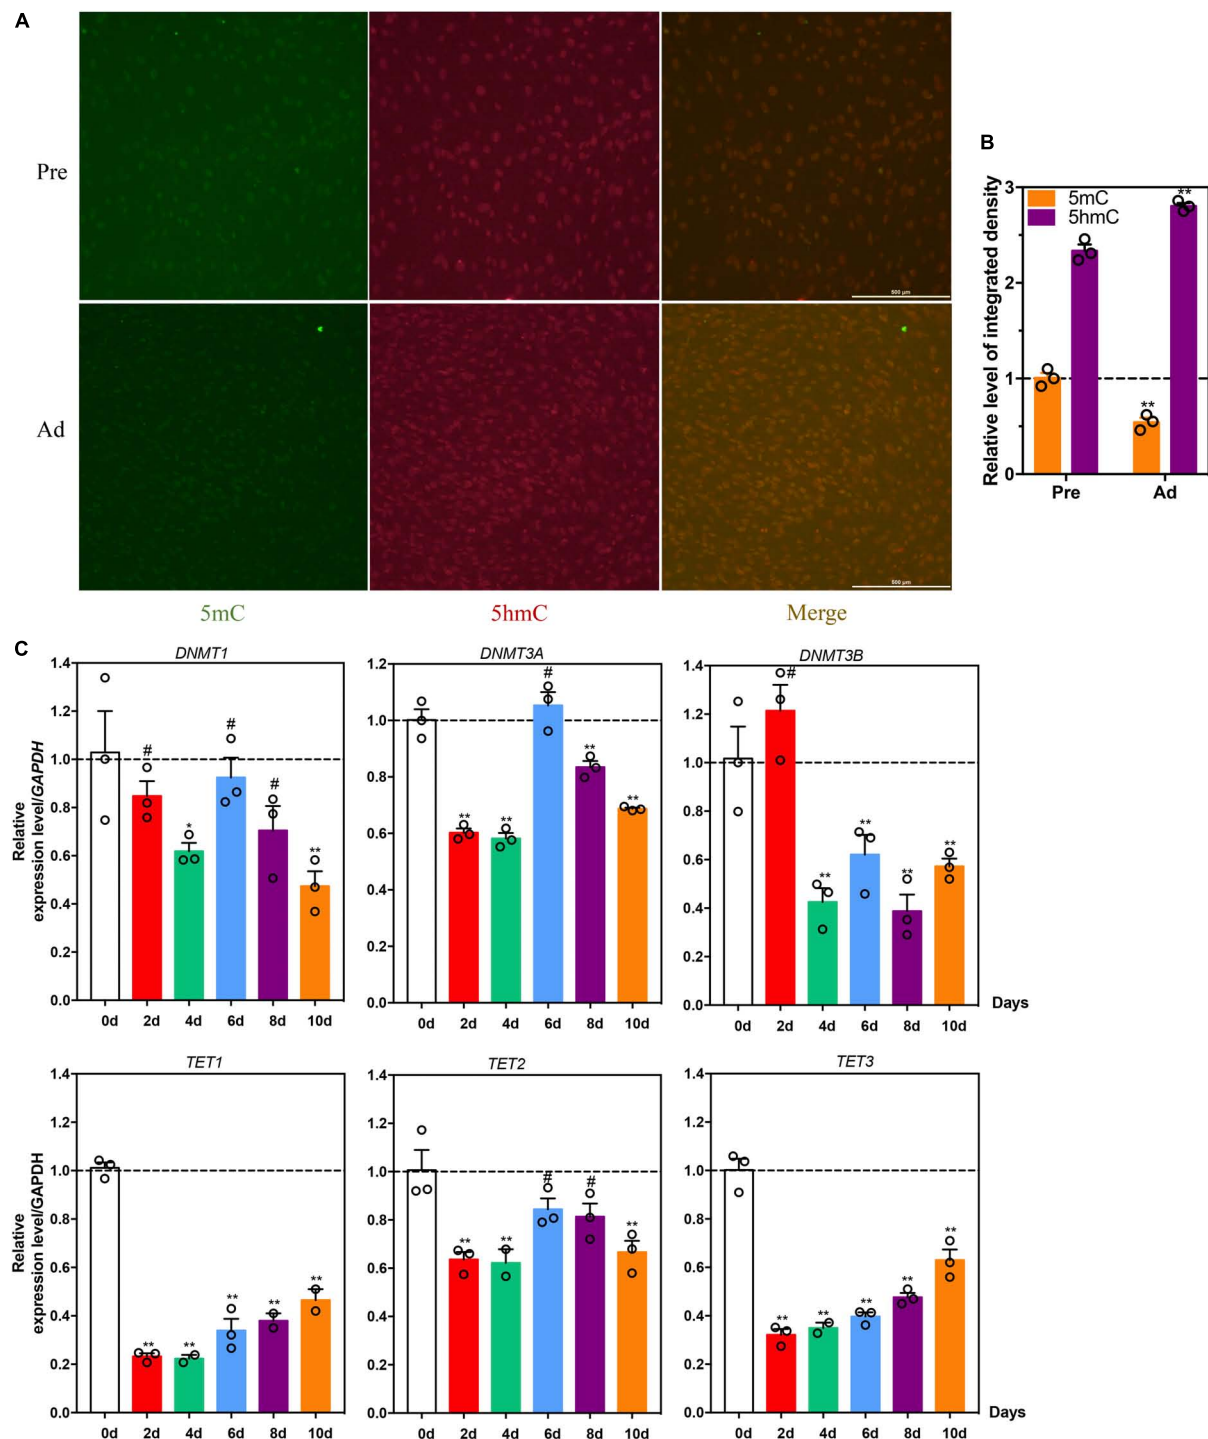 A
Pre
500 µm
Ad
500 µm
5mC
5hmC
Merge
B
Relative level of integrated density
3
2
1
0
5mC
5hmC
**
**
Pre
Ad
C
DNMT1
Relative
expression level/GAPDH
1.4
1.2
1.0
0.8
0.6
0.4
0.2
0.0
#
*
#
#
**
0d 2d 4d 6d 8d 10d
DNMT3A
1.2
1.0
0.8
0.6
0.4
0.2
0.0
**
**
#
**
**
0d 2d 4d 6d 8d 10d
DNMT3B
1.4
1.2
1.0
0.8
0.6
0.4
0.2
0.0
#
**
**
**
**
0d 2d 4d 6d 8d 10d
Days
TET1
Relative
expression level/GAPDH
1.4
1.2
1.0
0.8
0.6
0.4
0.2
0.0
**
**
**
**
**
0d 2d 4d 6d 8d 10d
TET2
1.4
1.2
1.0
0.8
0.6
0.4
0.2
0.0
**
**
#
#
**
0d 2d 4d 6d 8d 10d
TET3
1.4
1.2
1.0
0.8
0.6
0.4
0.2
0.0
**
**
**
**
**
0d 2d 4d 6d 8d 10d
Days